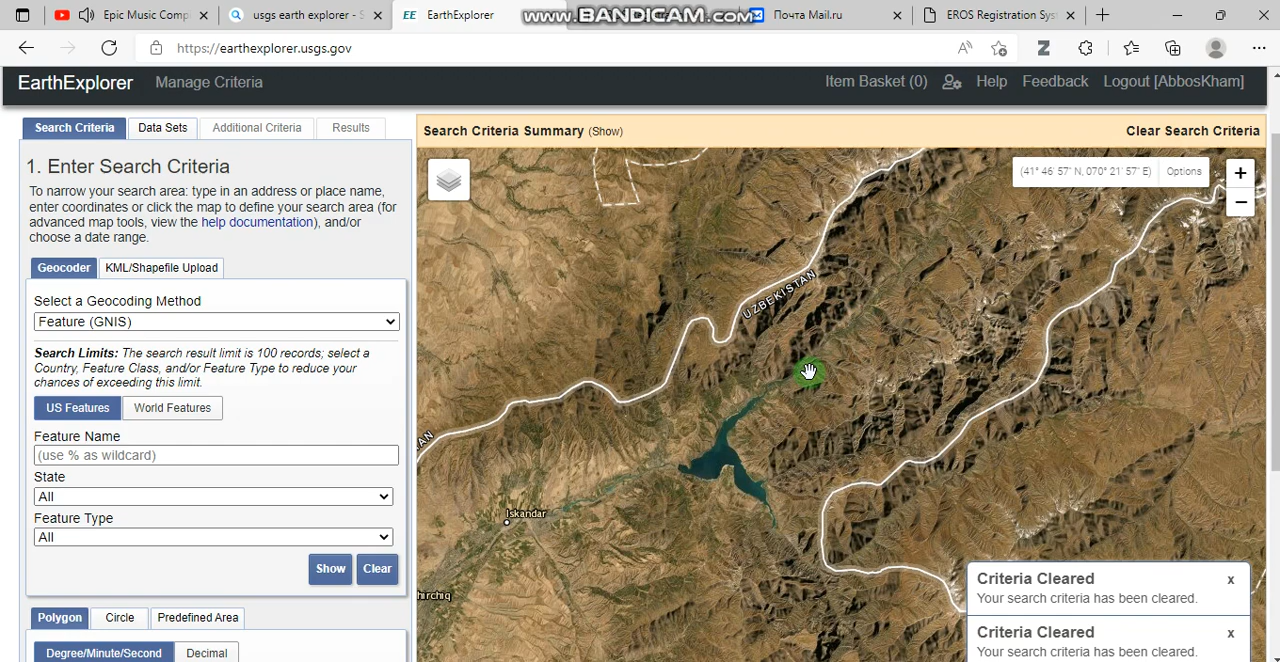 Epic Music Comp
usgs earth explorer - S
EarthExplorer
www.BANDICAM.com
Почта Mail.ru
EROS Registration Sys
https://earthexplorer.usgs.gov
EarthExplorer
Manage Criteria
Item Basket (0)
Help
Feedback
Logout [AbbosKham]
Search Criteria
Data Sets
Additional Criteria
Results
Search Criteria Summary (Show)
Clear Search Criteria
1. Enter Search Criteria
To narrow your search area: type in an address or place name,
enter coordinates or click the map to define your search area (for
advanced map tools, view the help documentation), and/or
choose a date range.
Geocoder
KML/Shapefile Upload
Select a Geocoding Method
Feature (GNIS)
Search Limits: The search result limit is 100 records; select a
Country, Feature Class, and/or Feature Type to reduce your
chances of exceeding this limit.
US Features
World Features
Feature Name
(use % as wildcard)
State
All
Feature Type
All
Show
Clear
Polygon
Circle
Predefined Area
Degree/Minute/Second
Decimal
(41° 46' 57" N, 070° 21' 57" E)
Options
+
−
UZBEKISTAN
AN
Iskandar
hirchiq
Criteria Cleared
x
Your search criteria has been cleared.
Criteria Cleared
x
Your search criteria has been cleared.